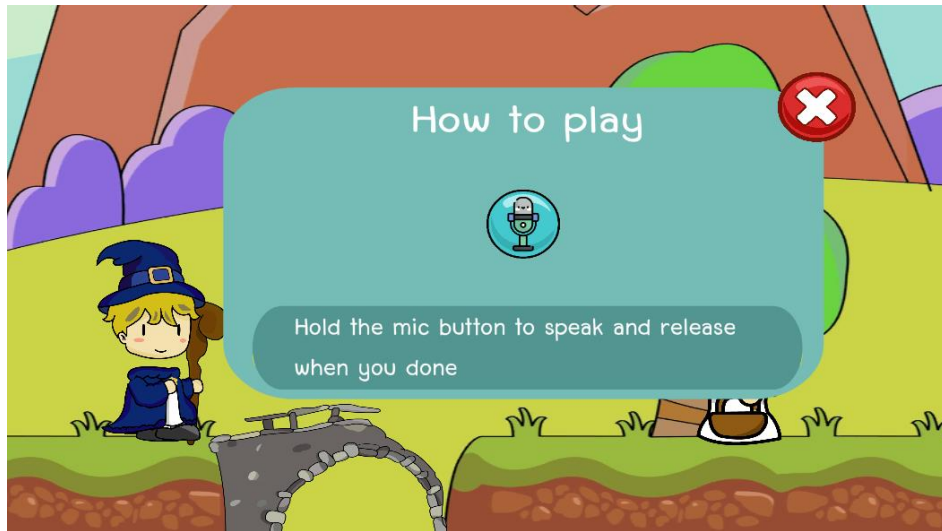 How to play
Hold the mic button to speak and release
when you done